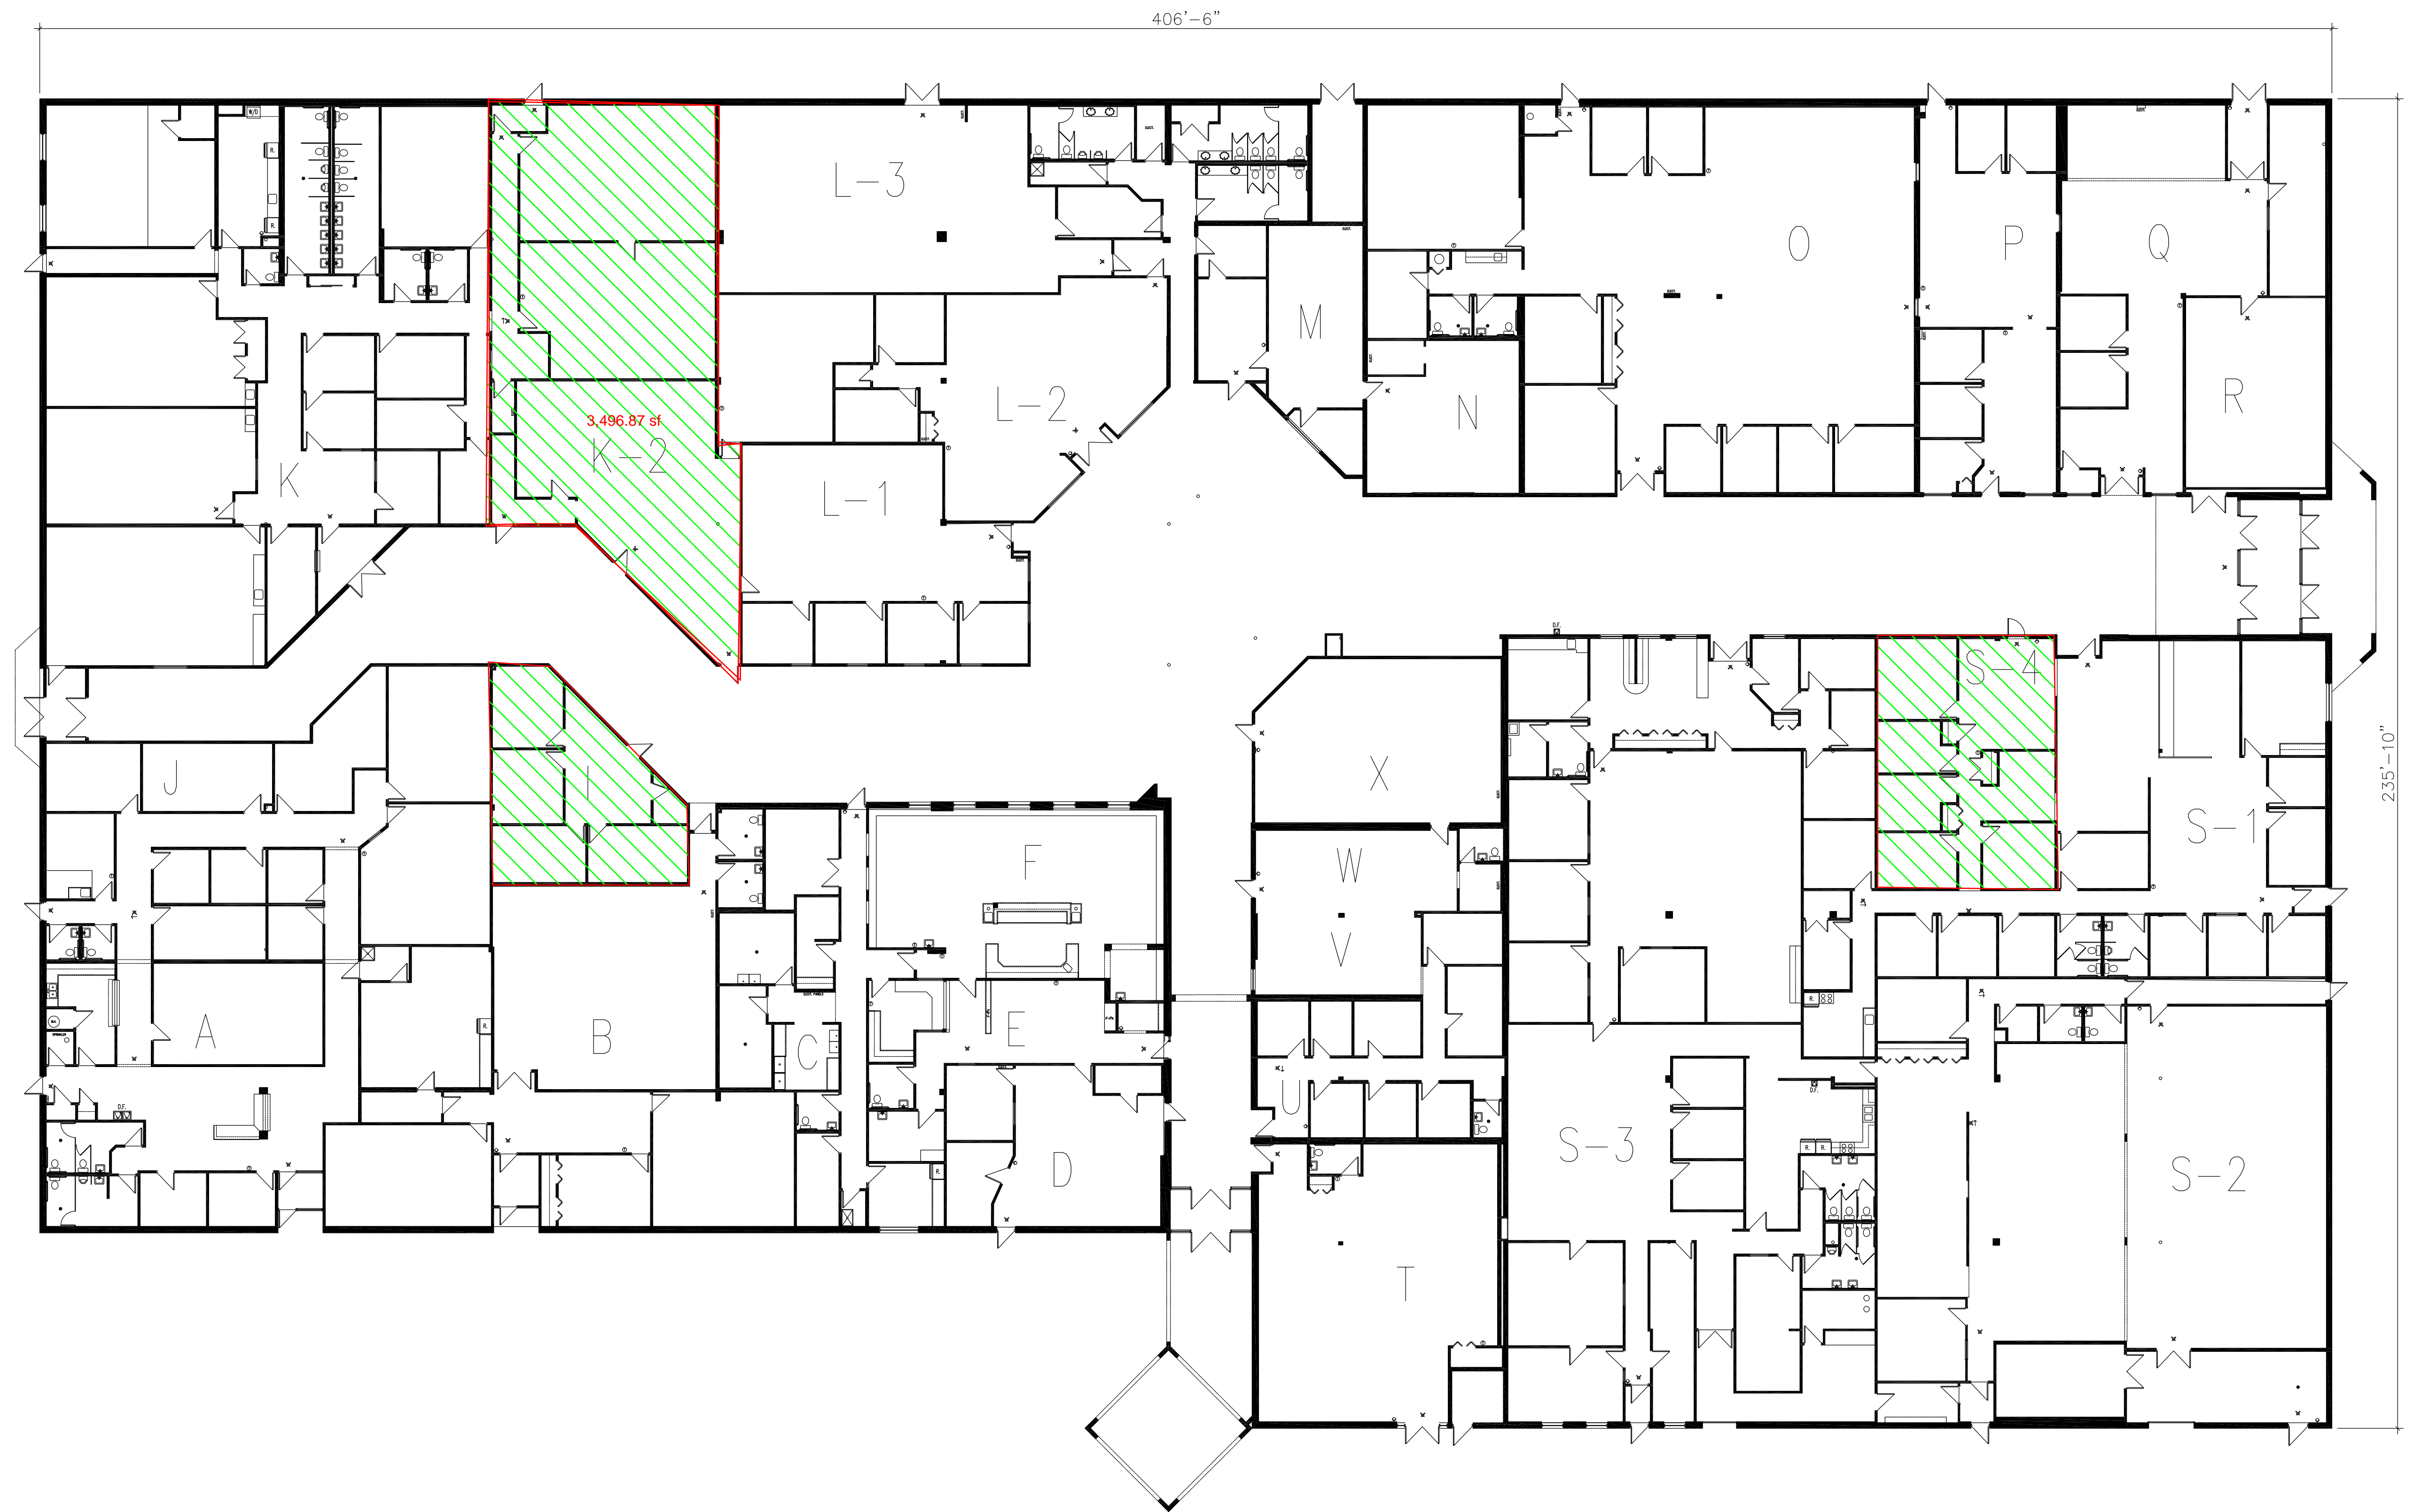 406'-6"
W/D
R.
R.
L-3
O
P
Q
M
3,496.87 sf
K-2
L-2
N
R
K
L-1
D.F.
S-4
235'-10"
X
J
I
S-1
F
W
V
R.
R.
A
B
C
E
U
D.F.
D.F.
R. R.
S-3
S-2
R.
D
T